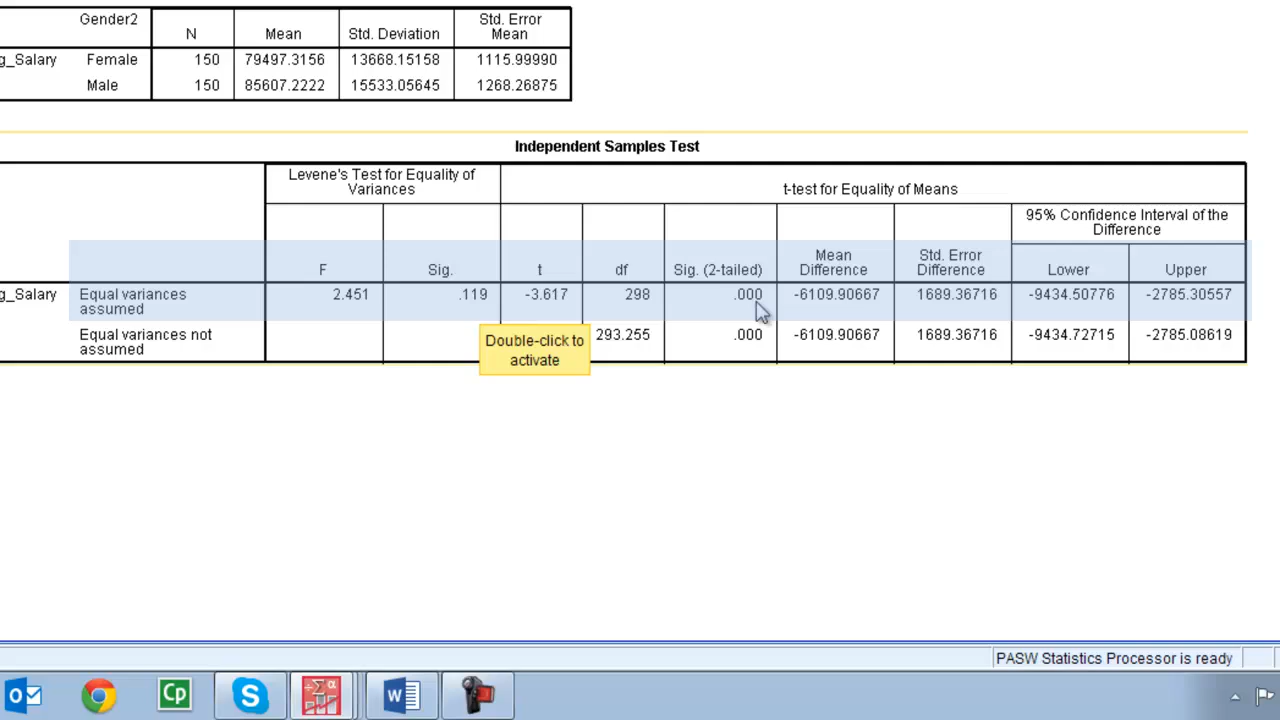 Gender2 N Mean Std. Deviation Std. Error Mean
g_Salary Female 150 79497.3156 13668.15158 1115.99990
Male 150 85607.2222 15533.05645 1268.26875
Independent Samples Test
Levene's Test for Equality of Variances
t-test for Equality of Means
95% Confidence Interval of the Difference
F Sig. t df Sig. (2-tailed) Mean Difference Std. Error Difference Lower Upper
g_Salary Equal variances assumed 2.451 .119 -3.617 298 .000 -6109.90667 1689.36716 -9434.50776 -2785.30557
Equal variances not assumed 293.255 .000 -6109.90667 1689.36716 -9434.72715 -2785.08619
Double-click to
activate
PASW Statistics Processor is ready
Cp